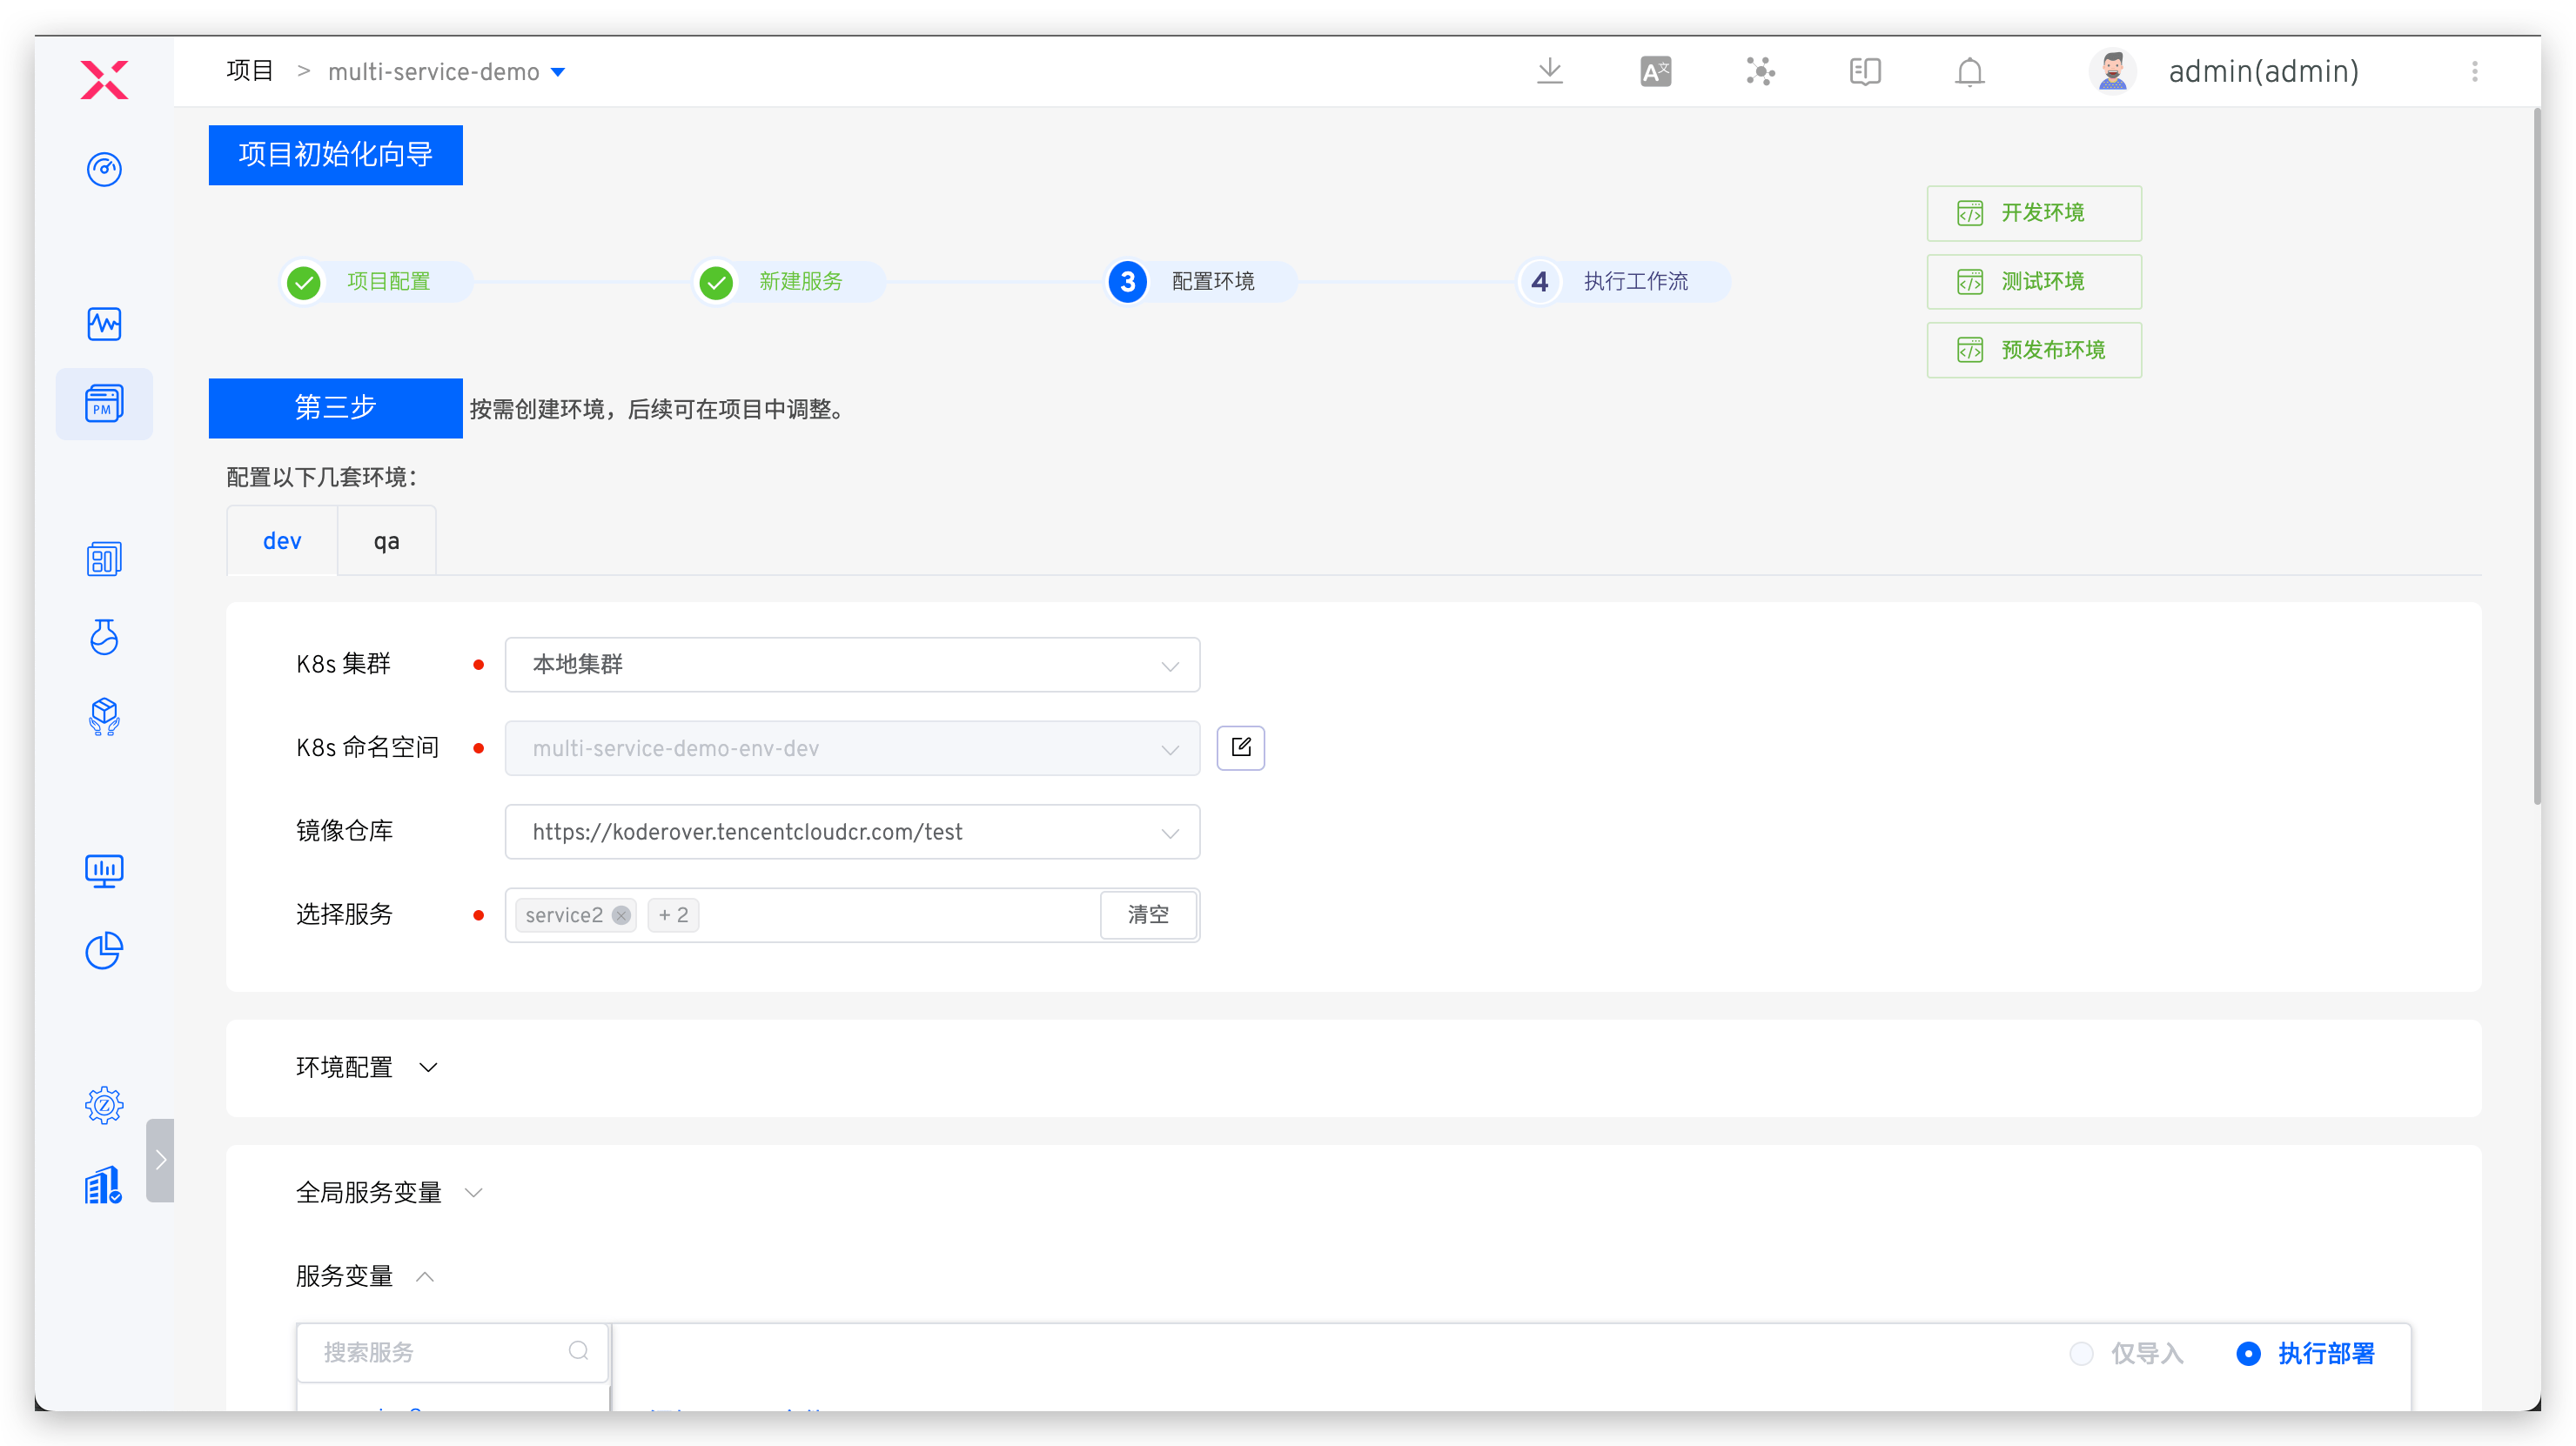 项目 > multi-service-demo
admin(admin)
项目初始化向导
项目配置
新建服务
3 配置环境
4 执行工作流
开发环境
测试环境
预发布环境
第三步 按需创建环境，后续可在项目中调整。
配置以下几套环境：
dev qa
K8s 集群 本地集群
K8s 命名空间 multi-service-demo-env-dev
镜像仓库 https://koderover.tencentcloudcr.com/test
选择服务 service2 + 2 清空
环境配置
全局服务变量
服务变量
搜索服务 仅导入 执行部署